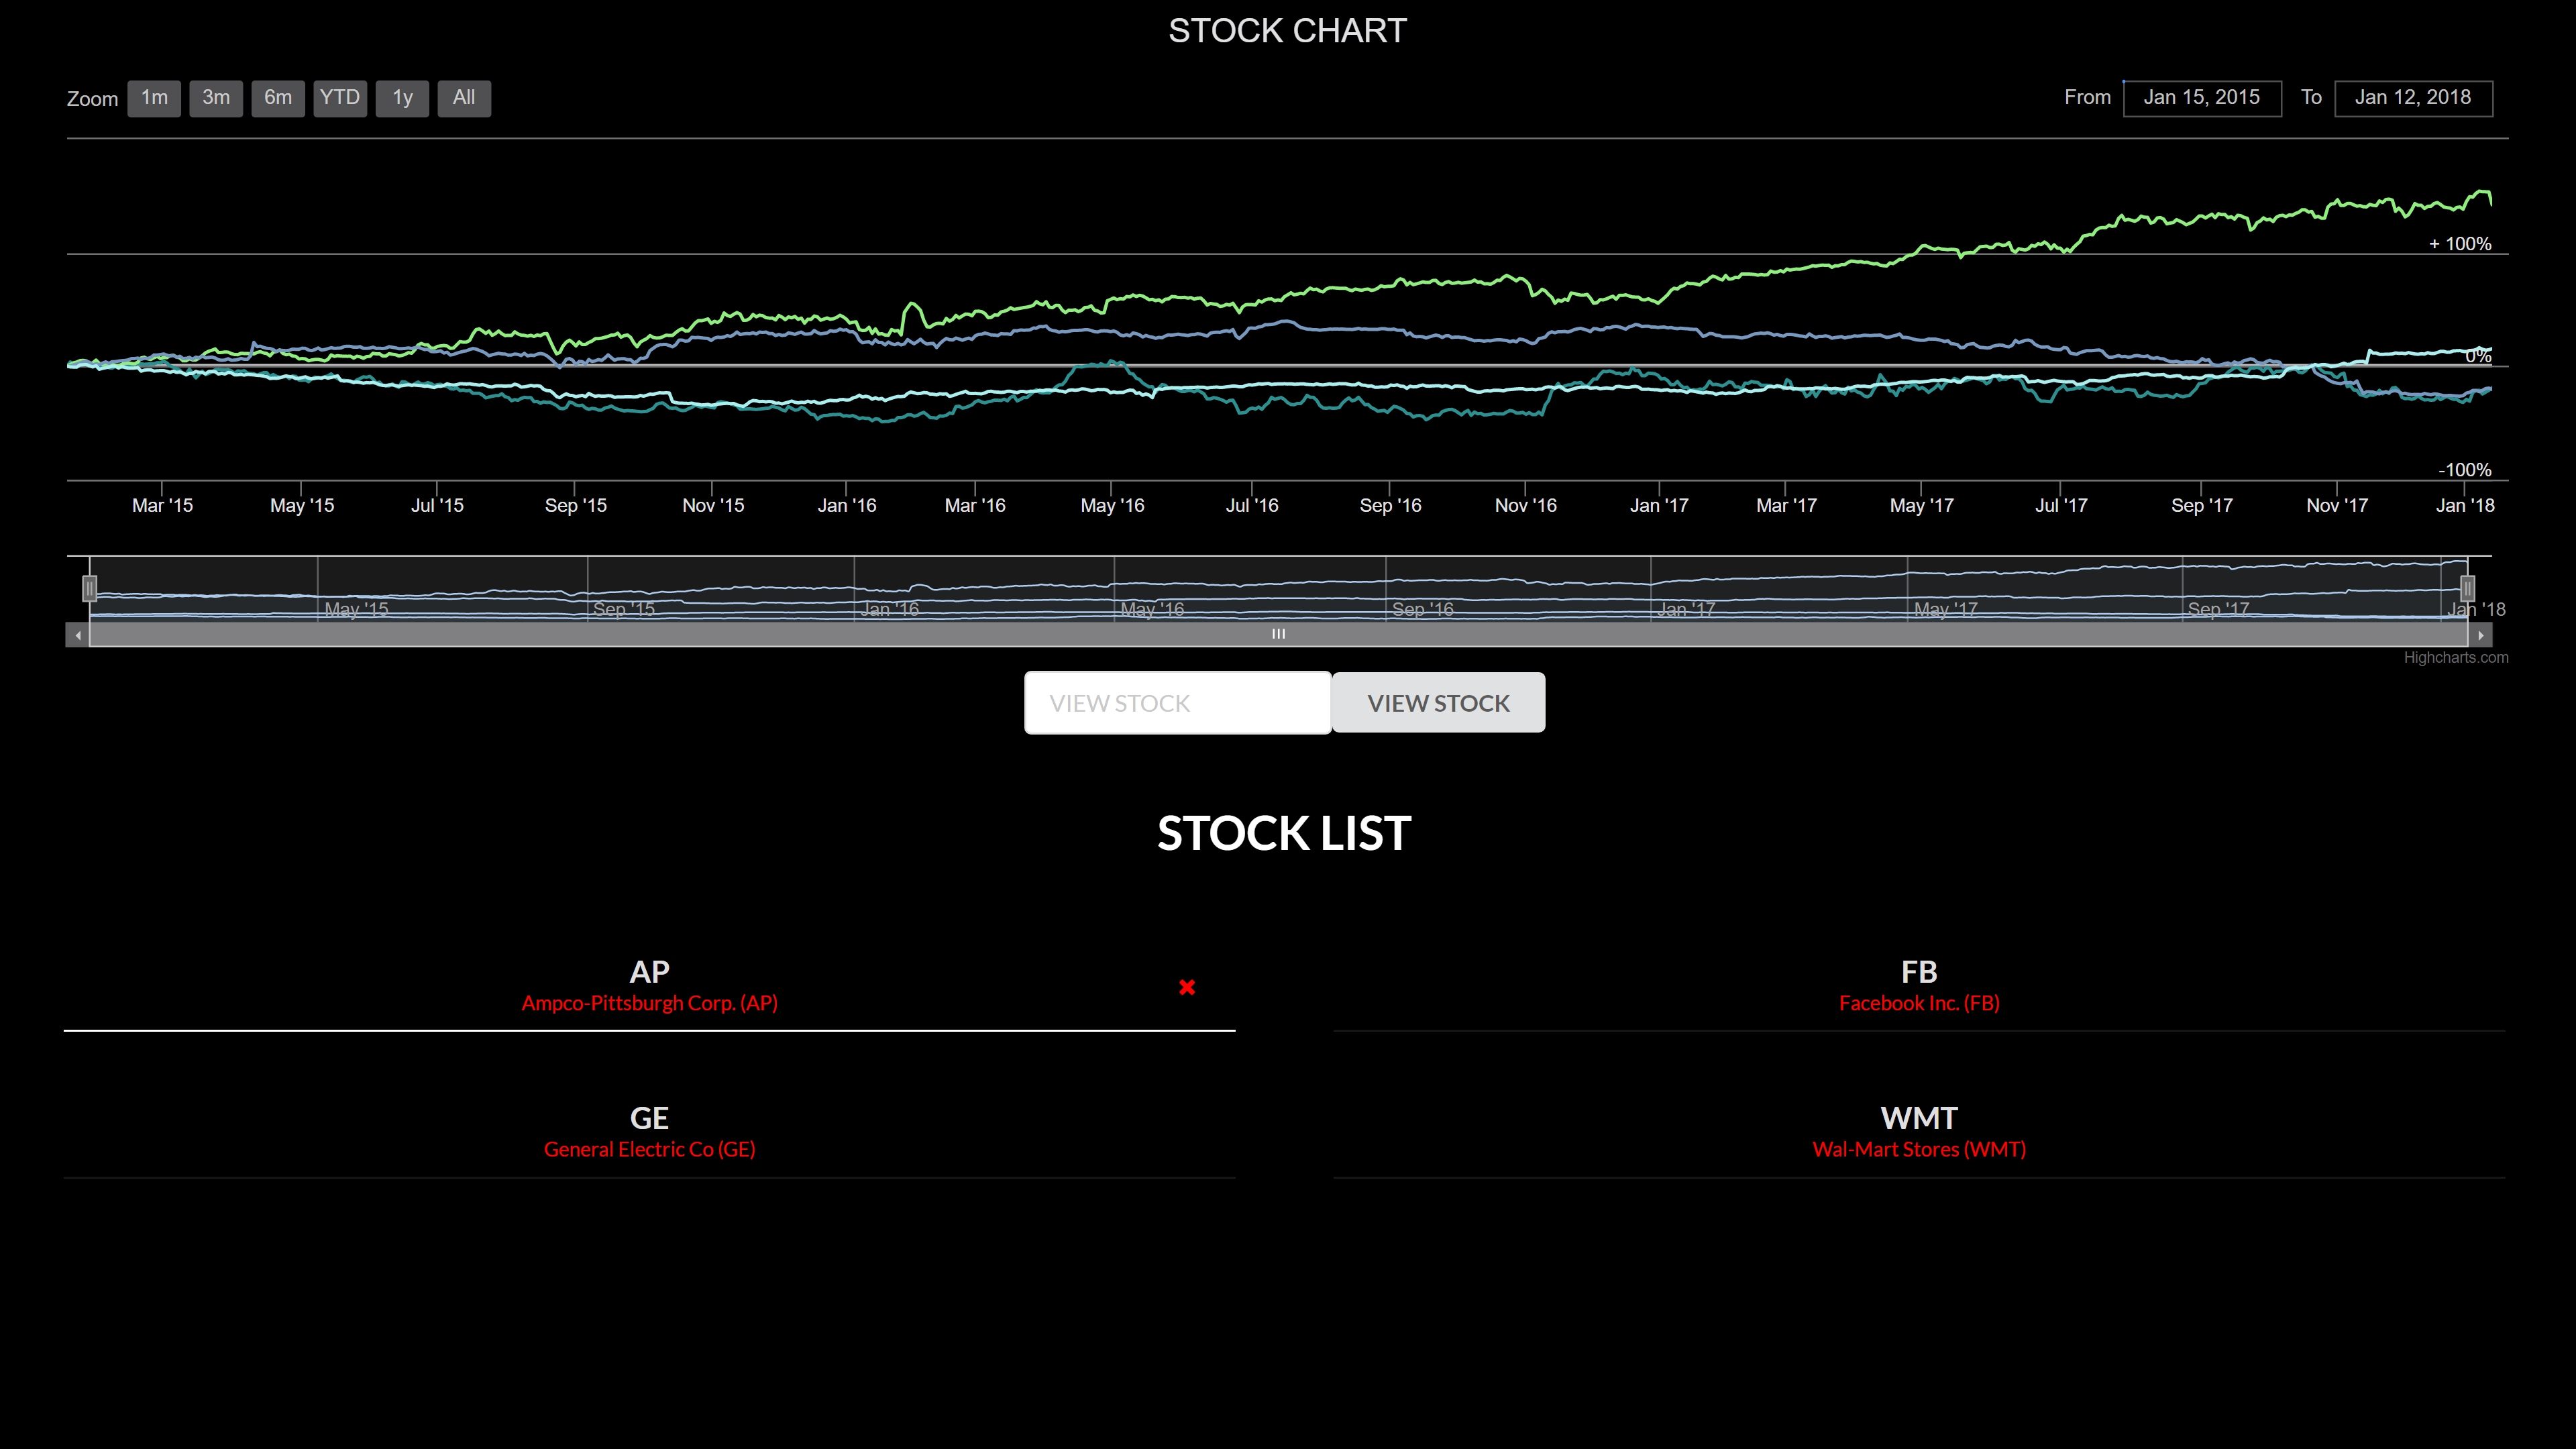 STOCK CHART
Zoom 1m 3m 6m YTD 1y All From Jan 15, 2015 To Jan 12, 2018
+ 100%
0%
-100%
Mar '15 May '15 Jul '15 Sep '15 Nov '15 Jan '16 Mar '16 May '16 Jul '16 Sep '16 Nov '16 Jan '17 Mar '17 May '17 Jul '17 Sep '17 Nov '17 Jan '18
May '15 Sep '15 Jan '16 May '16 Sep '16 Jan '17 May '17 Sep '17 Jan '18
Highcharts.com
VIEW STOCK VIEW STOCK
STOCK LIST
AP
Ampco-Pittsburgh Corp. (AP)
FB
Facebook Inc. (FB)
GE
General Electric Co (GE)
WMT
Wal-Mart Stores (WMT)